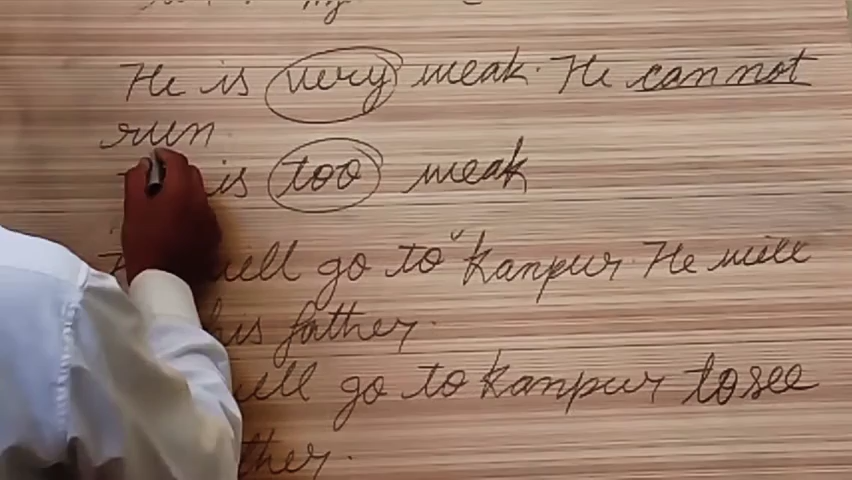 He is very weak. He cannot
run
is too weak
will go to Kanpur. He will
his father.
will go to Kanpur to see